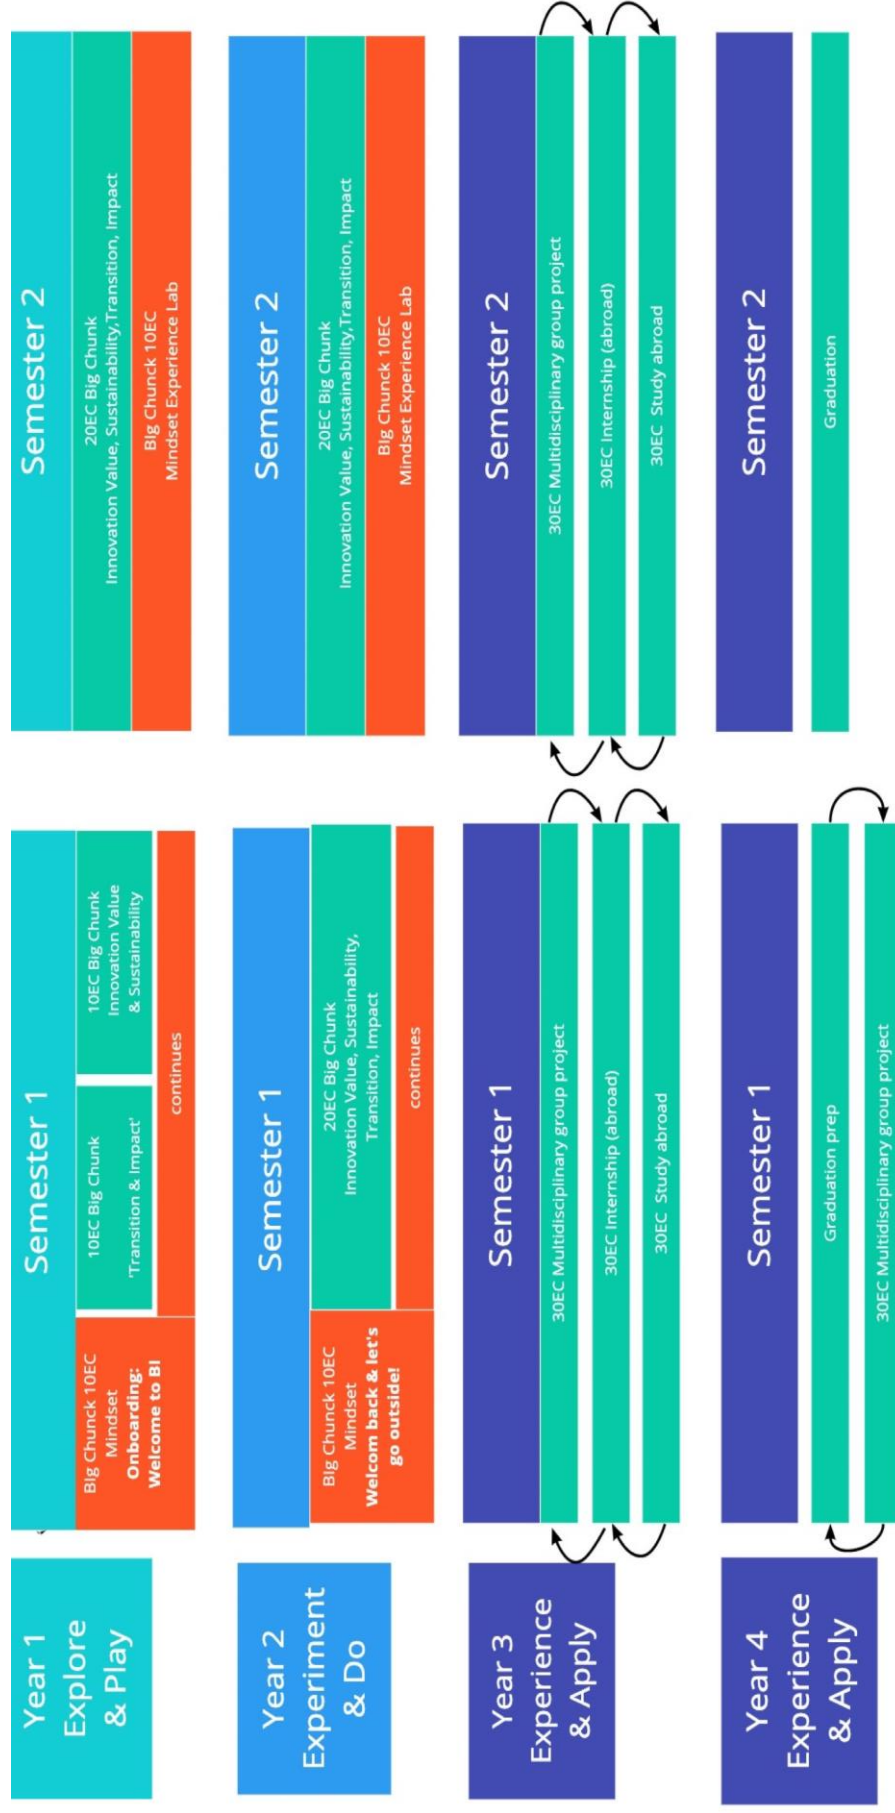 Year 1
Explore
& Play
Semester 1
BIg Chunck 10EC
Mindset
Onboarding:
Welcome to BI
10EC Big Chunk
'Transition & Impact'
10EC Big Chunk
Innovation Value
& Sustainability
continues
Semester 2
20EC Big Chunk
Innovation Value, Sustainability,Transition, Impact
BIg Chunck 10EC
Mindset Experience Lab
Year 2
Experiment
& Do
Semester 1
BIg Chunck 10EC
Mindset
Welcom back & let's
go outside!
20EC Big Chunk
Innovation Value, Sustainability,
Transition, Impact
continues
Semester 2
20EC Big Chunk
Innovation Value, Sustainability,Transition, Impact
BIg Chunck 10EC
Mindset Experience Lab
Year 3
Experience
& Apply
Semester 1
30EC Multidisciplinary group project
30EC Internship (abroad)
30EC Study abroad
Semester 2
30EC Multidisciplinary group project
30EC Internship (abroad)
30EC Study abroad
Year 4
Experience
& Apply
Semester 1
Graduation prep
30EC Multidisciplinary group project
Semester 2
Graduation